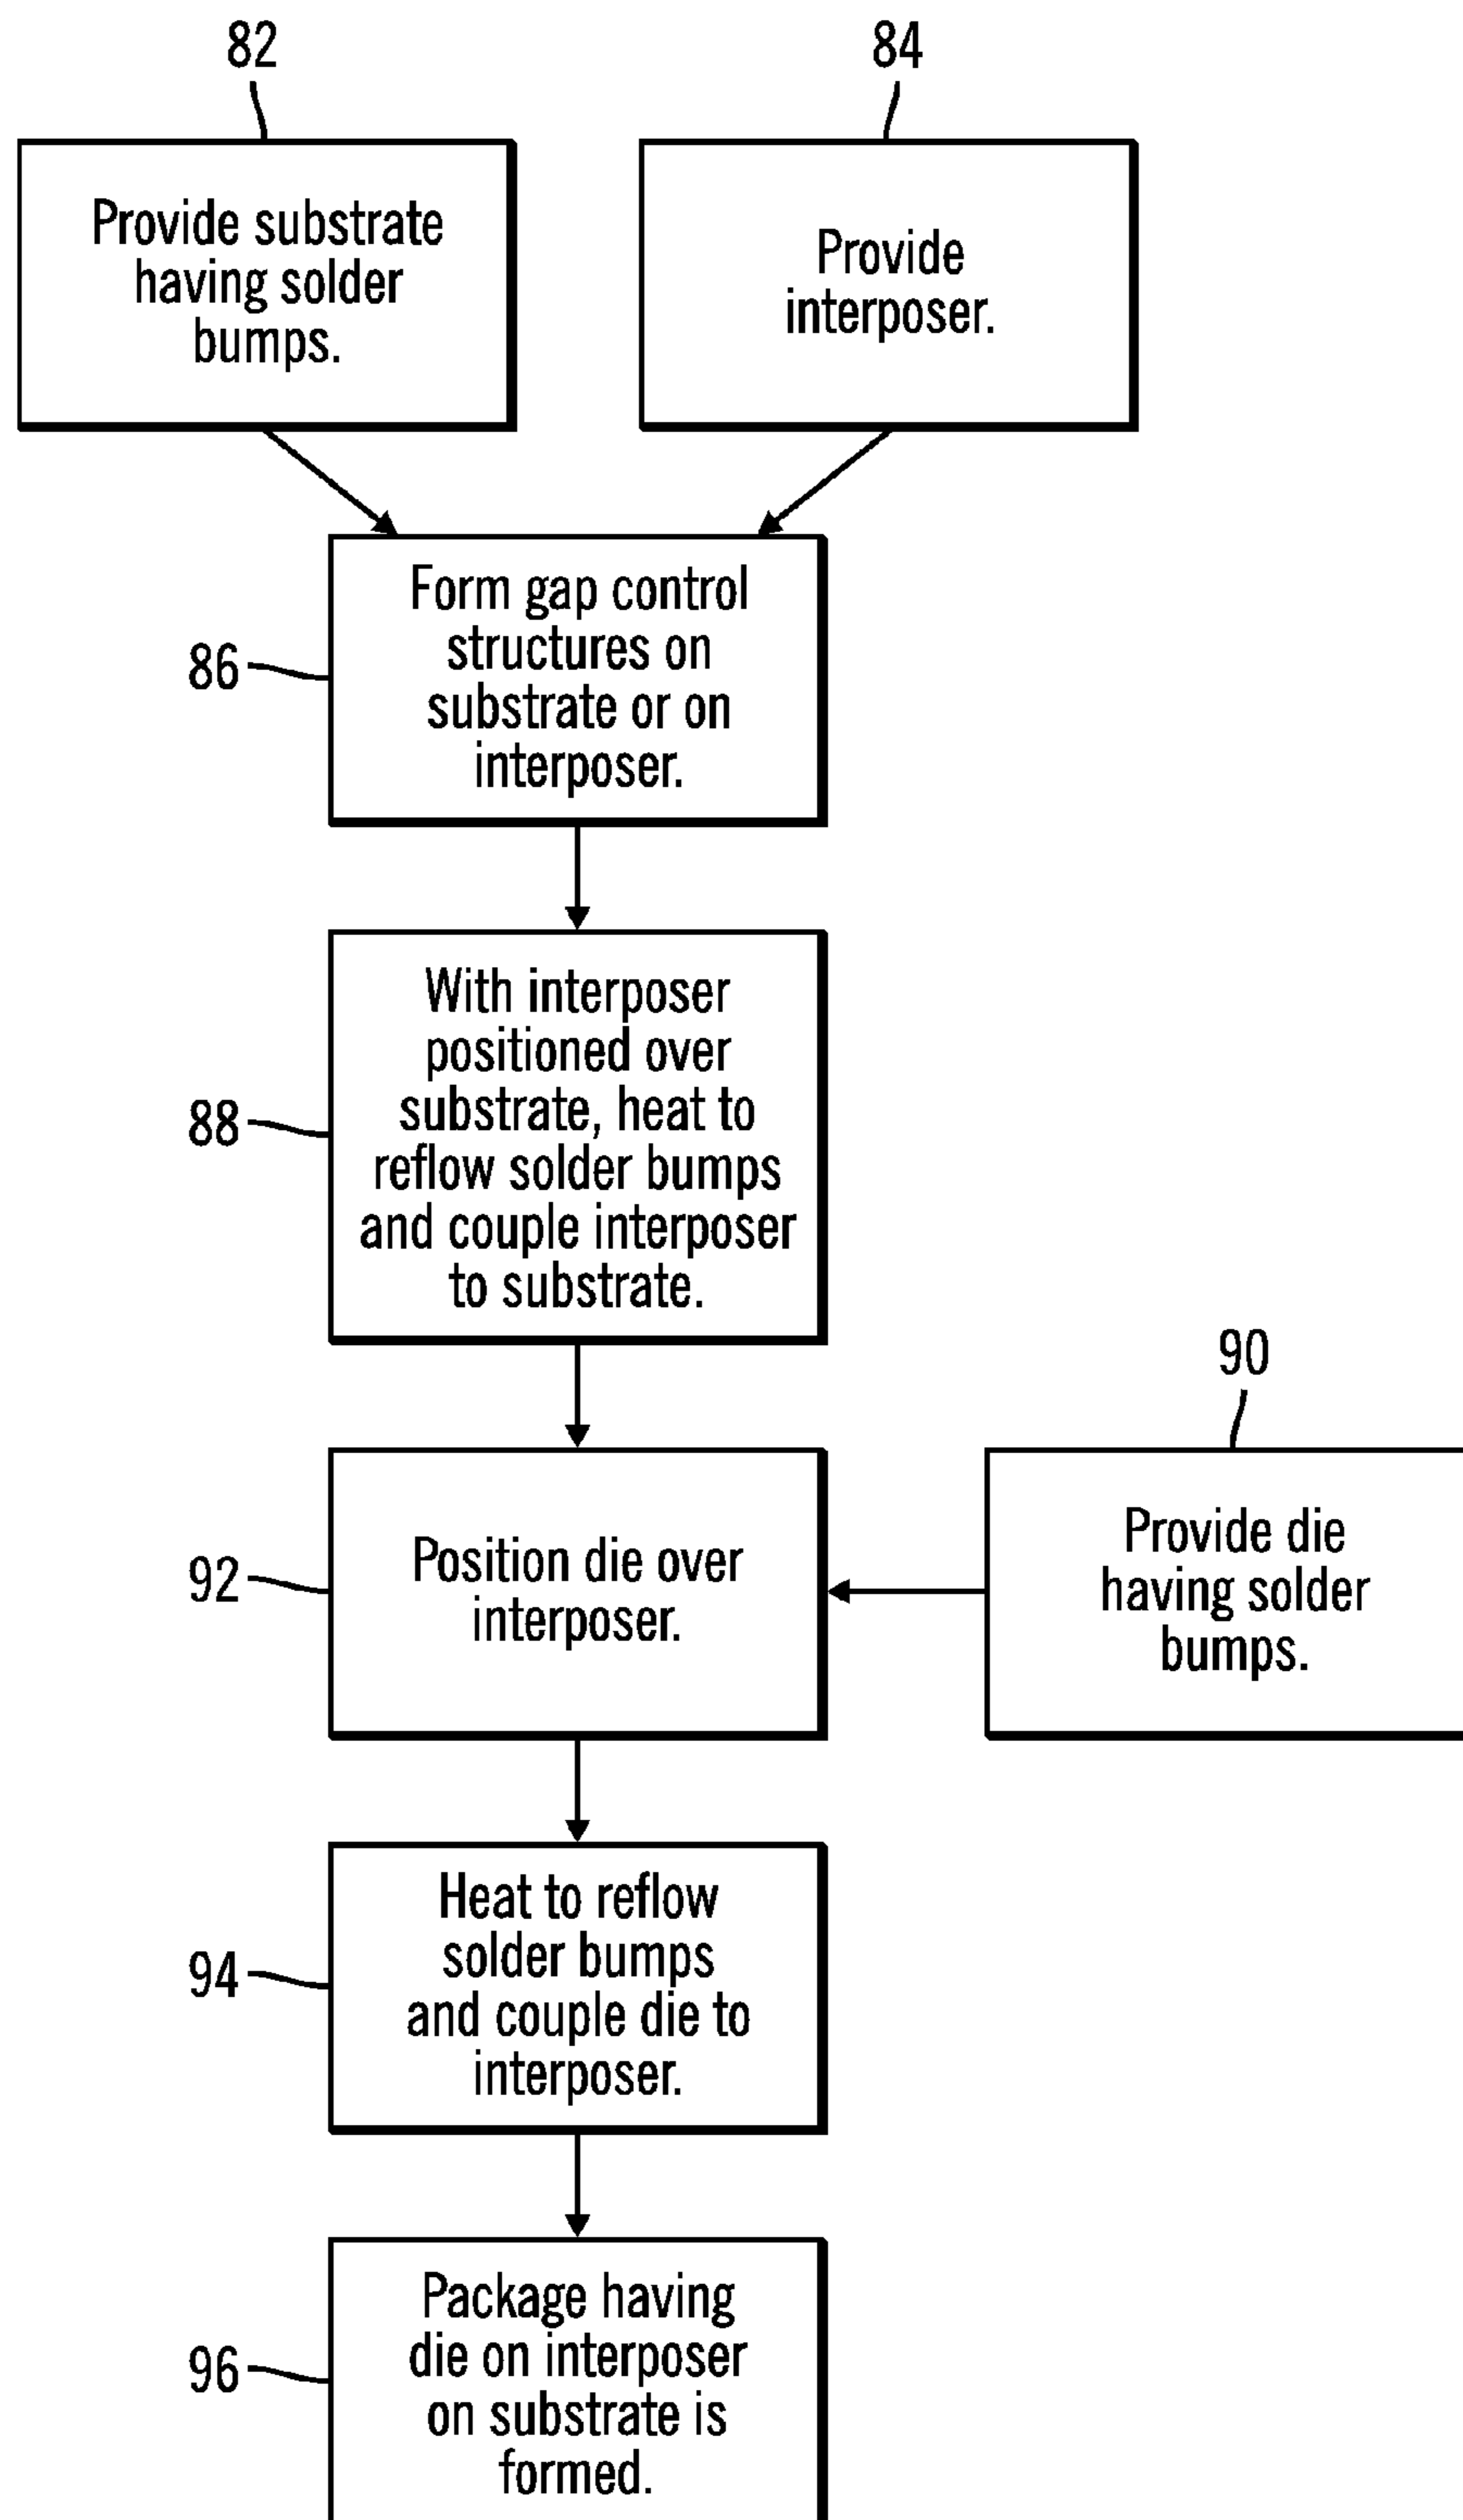 82
84
Provide substrate
having solder
bumps.
Provide
interposer.
86
Form gap control
structures on
substrate or on
interposer.
88
With interposer
positioned over
substrate, heat to
reflow solder bumps
and couple interposer
to substrate.
90
Provide die
having solder
bumps.
92
Position die over
interposer.
94
Heat to reflow
solder bumps
and couple die to
interposer.
96
Package having
die on interposer
on substrate is
formed.